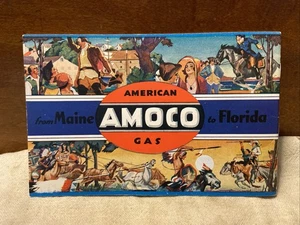 AMERICAN
from Maine AMOCO to Florida
GAS